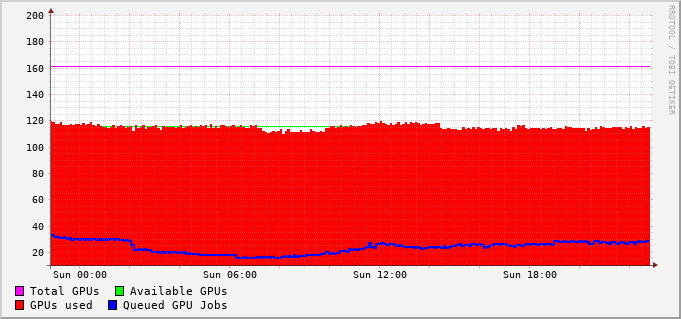 RRDTOOL / TOBI OETIKER
200
180
160
140
120
100
80
60
40
20
Sun 00:00 Sun 06:00 Sun 12:00 Sun 18:00
Total GPUs Available GPUs
GPUs used Queued GPU Jobs